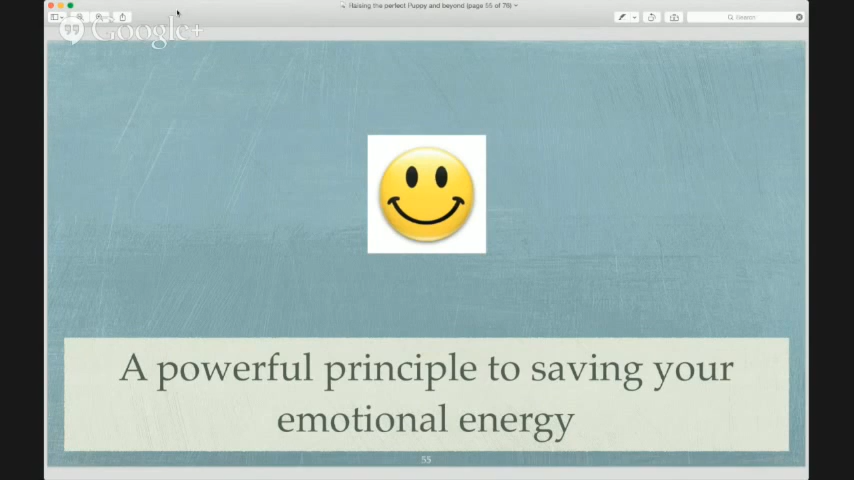 Raising the perfect Puppy and beyond (page 55 of 76)
Search
Google+
A powerful principle to saving your
emotional energy
55